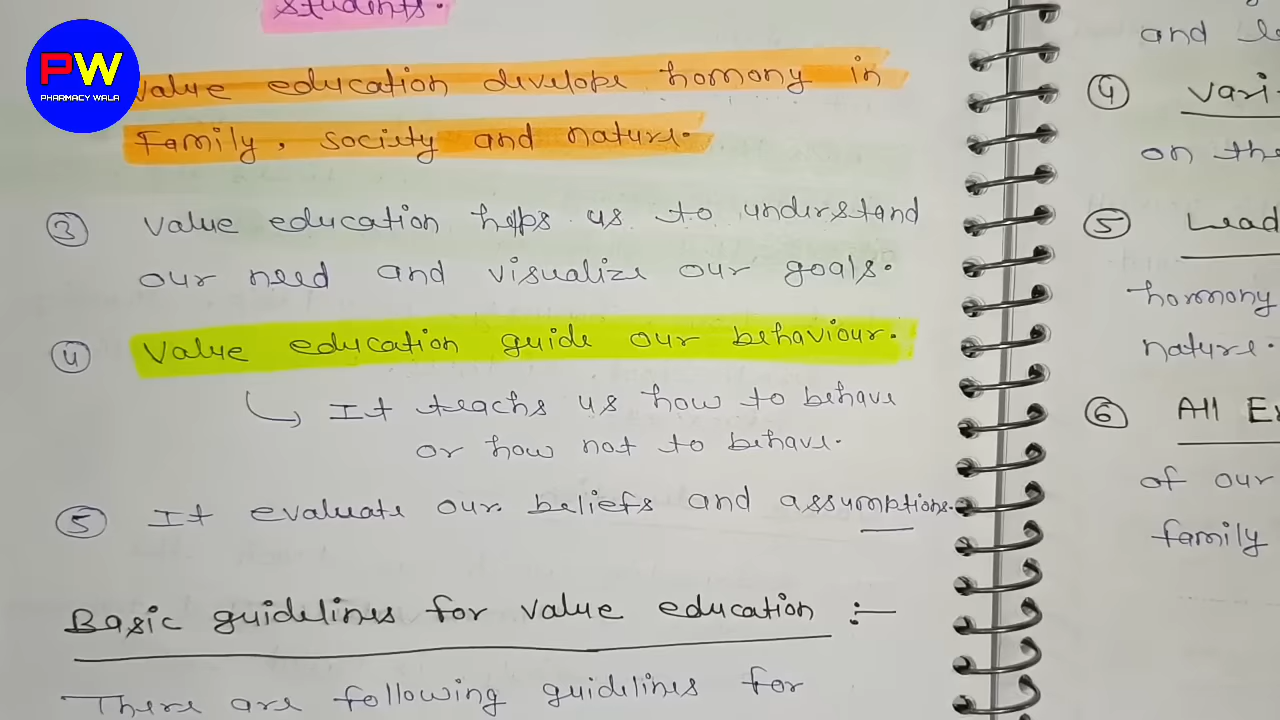 students.
Value education develops homony in
Family, society and nature.
③ Value education helps us to understand
our need and visualize our goals.
④ Value education guide our behaviour.
↳ It teachs us how to behave
or how not to behave.
⑤ It evaluate our beliefs and assumptions.
Basic guidelines for value education :-
There are following guidelines for
and
④ Vari
on the
⑤ Lead
homony
nature.
⑥ All
of our
family
PW
PHARMACY WALA